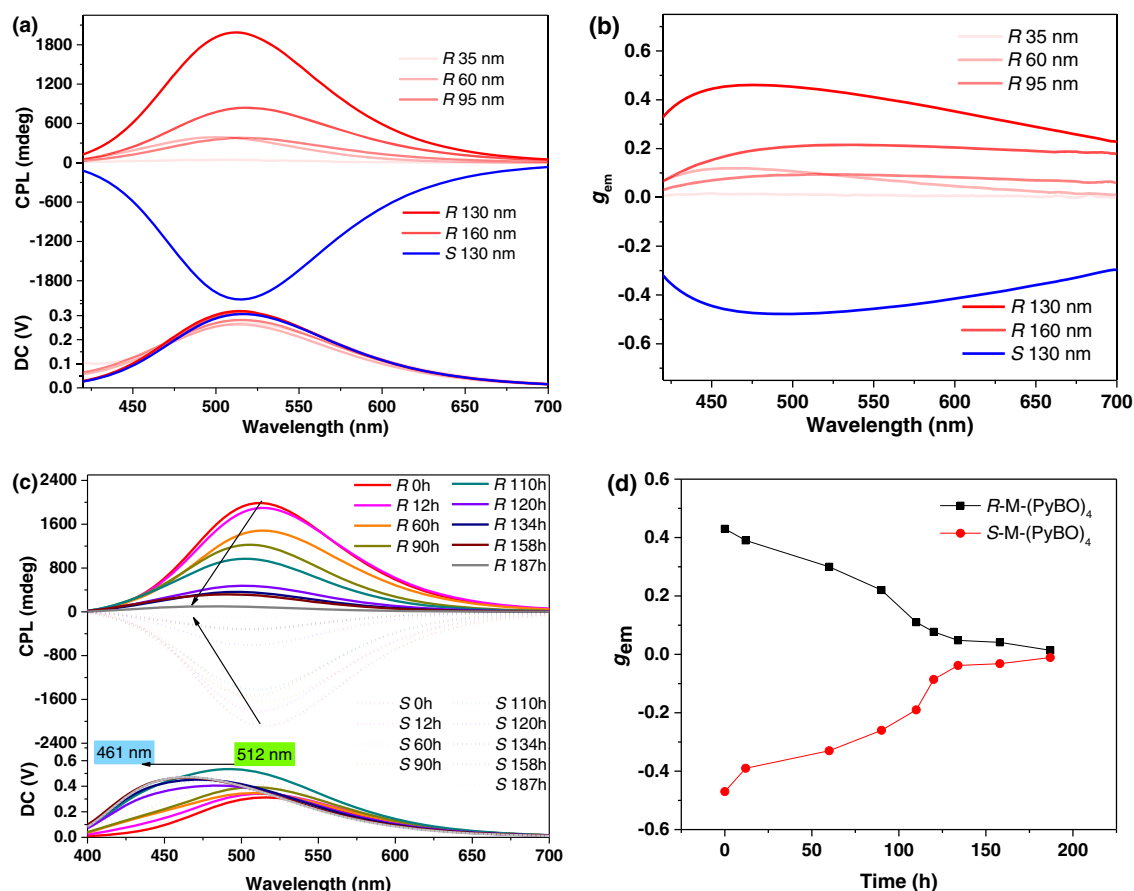 (a)
1800
1200
600
0
-600
-1200
-1800
CPL (mdeg)
R 35 nm
R 60 nm
R 95 nm
R 130 nm
R 160 nm
S 130 nm
0.3
0.2
0.1
0.0
DC (V)
450 500 550 600 650 700
Wavelength (nm)
(b)
0.6
0.4
0.2
0.0
-0.2
-0.4
-0.6
gem
R 35 nm
R 60 nm
R 95 nm
R 130 nm
R 160 nm
S 130 nm
450 500 550 600 650 700
Wavelength (nm)
(c)
2400
1600
800
0
-800
-1600
-2400
CPL (mdeg)
R 0h R 110h
R 12h R 120h
R 60h R 134h
R 90h R 158h
R 187h
S 0h S 110h
S 12h S 120h
S 60h S 134h
S 90h S 158h
S 187h
461 nm 512 nm
0.6
0.4
0.2
0.0
DC (V)
400 450 500 550 600 650 700
Wavelength (nm)
(d)
0.6
0.4
0.2
0.0
-0.2
-0.4
-0.6
gem
R-M-(PyBO)4
S-M-(PyBO)4
0 50 100 150 200
Time (h)